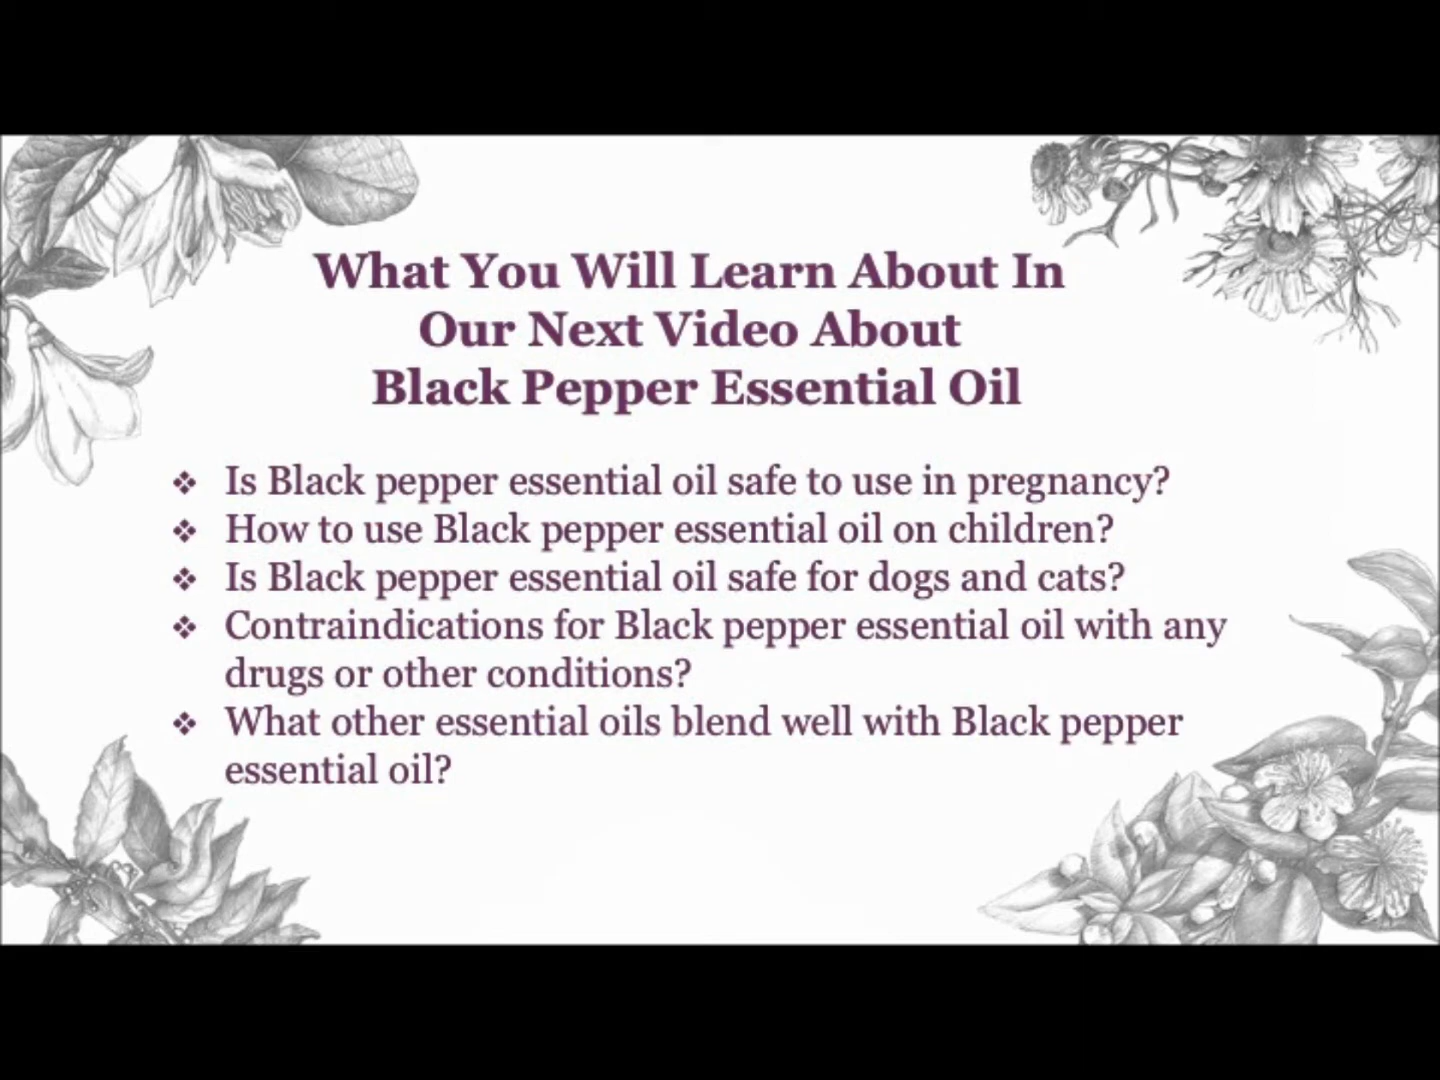 What You Will Learn About In
Our Next Video About
Black Pepper Essential Oil
❖ Is Black pepper essential oil safe to use in pregnancy?
❖ How to use Black pepper essential oil on children?
❖ Is Black pepper essential oil safe for dogs and cats?
❖ Contraindications for Black pepper essential oil with any
drugs or other conditions?
❖ What other essential oils blend well with Black pepper
essential oil?